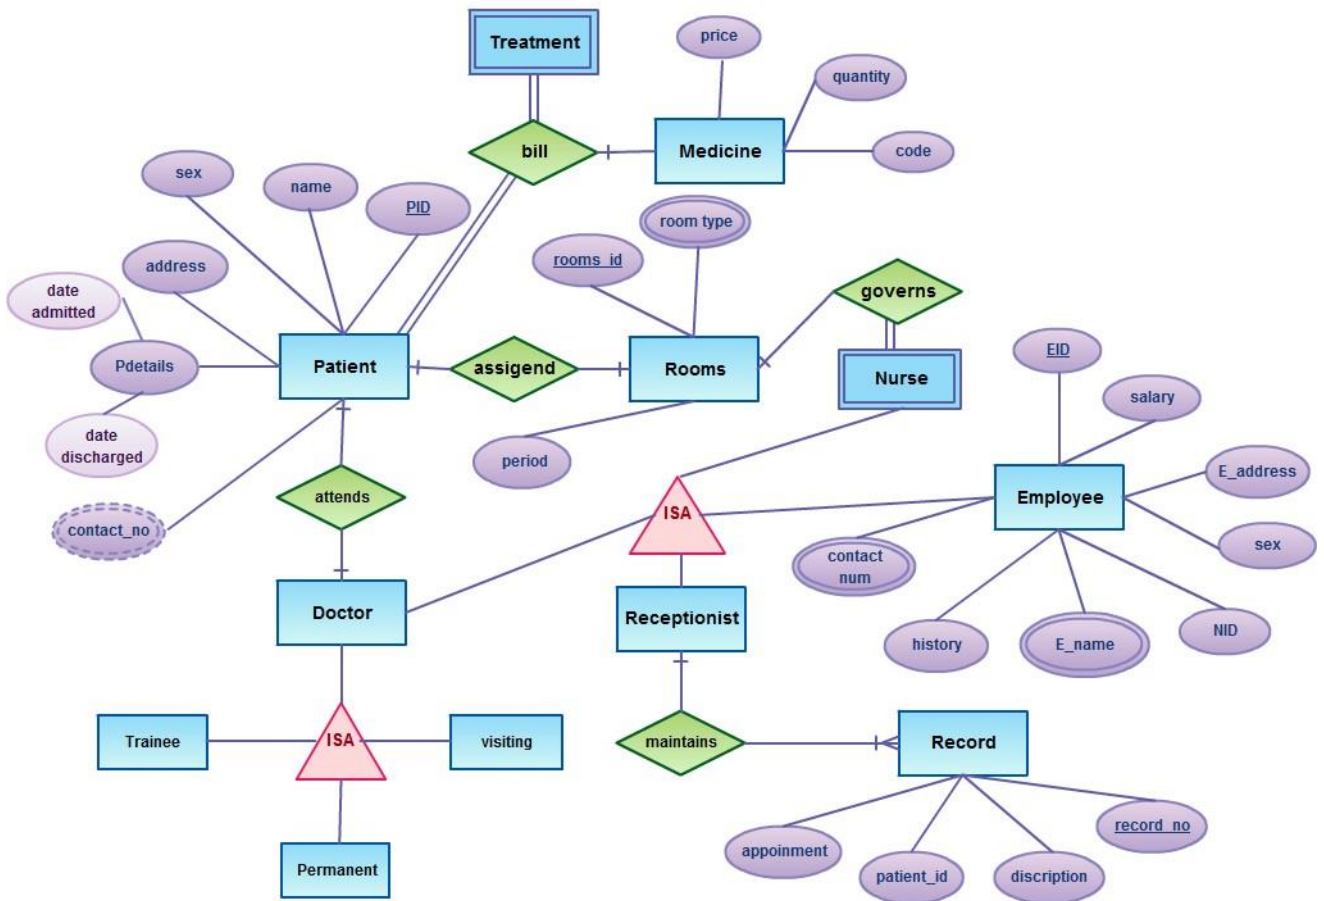 Treatment
price
quantity
bill
Medicine
code
sex
name
PID
room type
address
rooms_id
date
admitted
governs
Pdetails
Patient
assigend
Rooms
Nurse
EID
salary
date
discharged
period
E_address
attends
Employee
ISA
contact_no
contact
num
sex
Doctor
Receptionist
history
E_name
NID
Trainee
ISA
visiting
maintains
Record
record_no
appoinment
Permanent
patient_id
discription